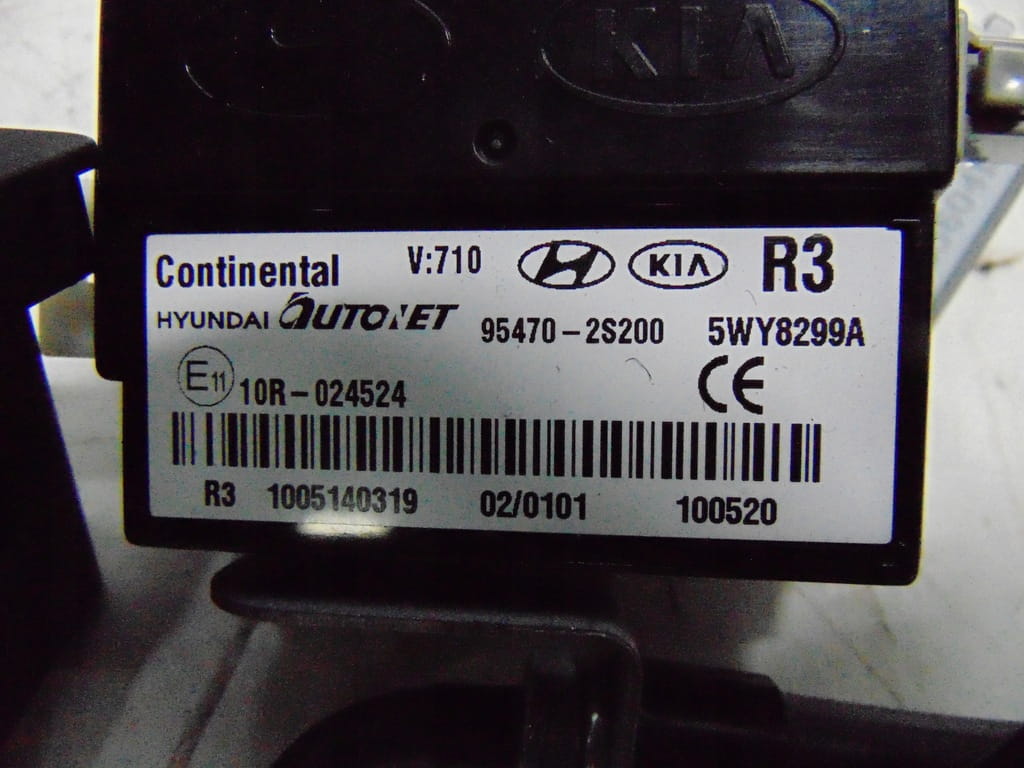 KIA
Continental V:710 KIA R3
HYUNDAI AUTONET 95470-2S200 5WY8299A
E11 10R-024524 CE
R3 1005140319 02/0101 100520